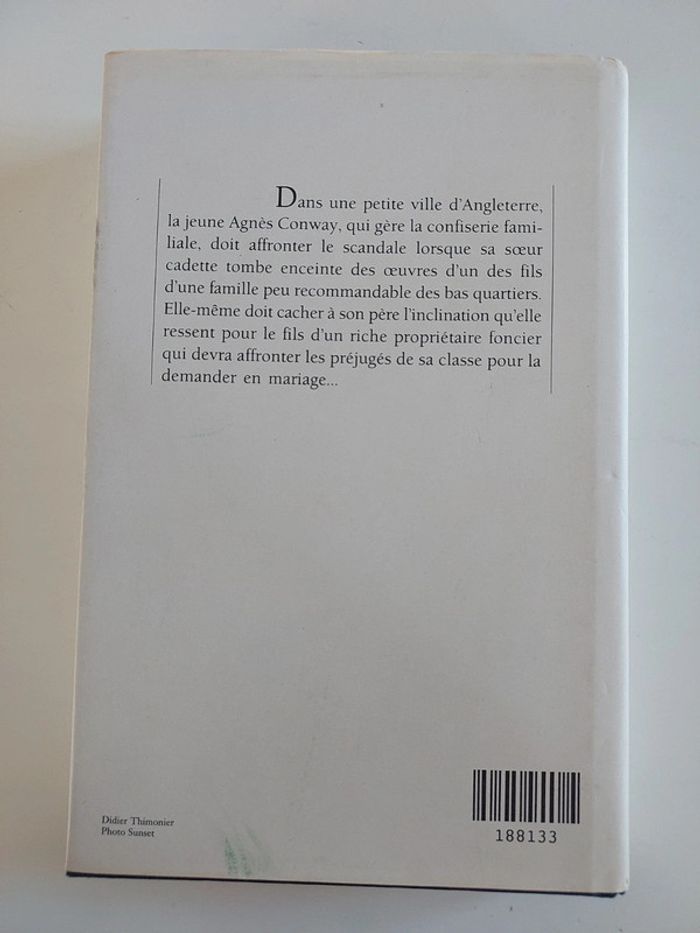 Dans une petite ville d'Angleterre,
la jeune Agnès Conway, qui gère la confiserie fami-
liale, doit affronter le scandale lorsque sa sœur
cadette tombe enceinte des œuvres d'un des fils
d'une famille peu recommandable des bas quartiers.
Elle-même doit cacher à son père l'inclination qu'elle
ressent pour le fils d'un riche propriétaire foncier
qui devra affronter les préjugés de sa classe pour la
demander en mariage...
Didier Thimonier
Photo Sunset
188133